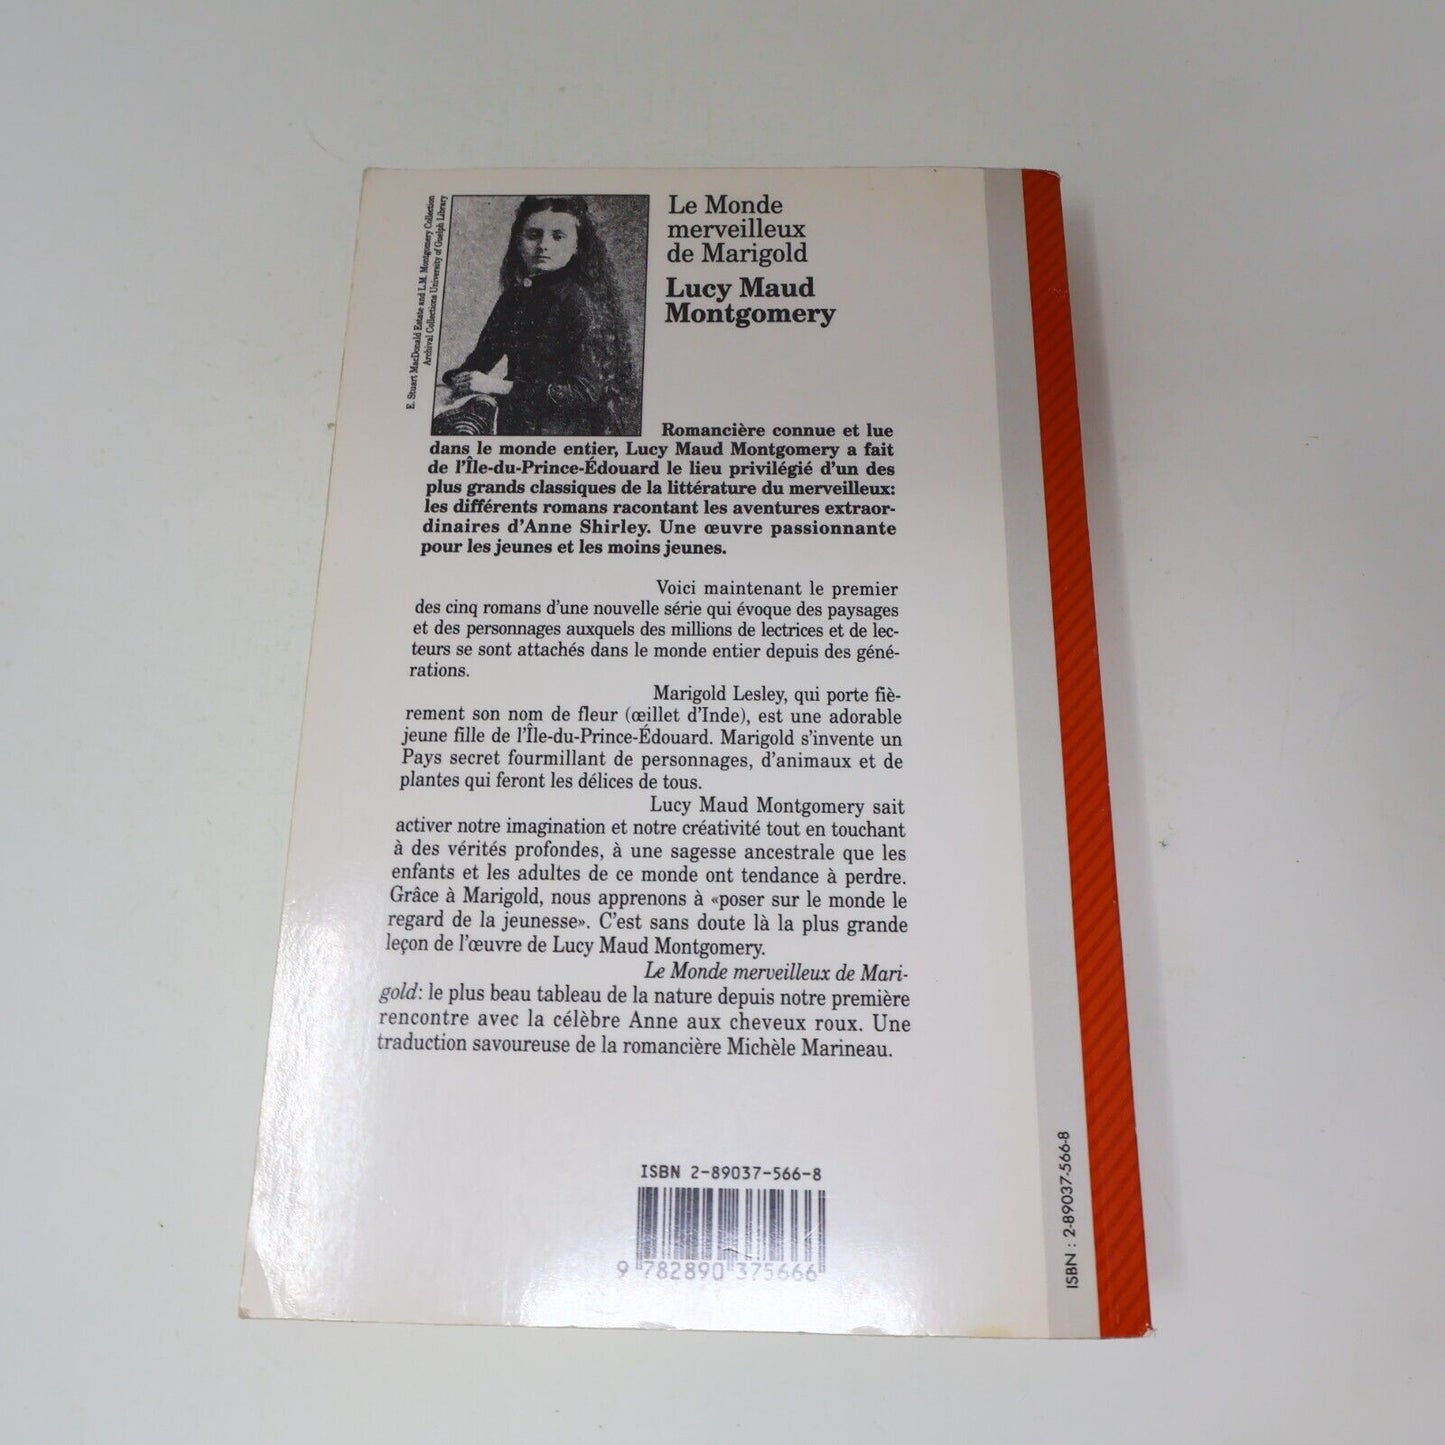 E. Stuart MacDonald Estate and L.M. Montgomery Collection
Archival Collections University of Guelph Library
Le Monde
merveilleux
de Marigold
Lucy Maud
Montgomery
Romancière connue et lue
dans le monde entier, Lucy Maud Montgomery a fait
de l'Île-du-Prince-Édouard le lieu privilégié d'un des
plus grands classiques de la littérature du merveilleux:
les différents romans racontant les aventures extraor-
dinaires d'Anne Shirley. Une œuvre passionnante
pour les jeunes et les moins jeunes.
Voici maintenant le premier
des cinq romans d'une nouvelle série qui évoque des paysages
et des personnages auxquels des millions de lectrices et de lec-
teurs se sont attachés dans le monde entier depuis des géné-
rations.
Marigold Lesley, qui porte fiè-
rement son nom de fleur (œillet d'Inde), est une adorable
jeune fille de l'Île-du-Prince-Édouard. Marigold s'invente un
Pays secret fourmillant de personnages, d'animaux et de
plantes qui feront les délices de tous.
Lucy Maud Montgomery sait
activer notre imagination et notre créativité tout en touchant
à des vérités profondes, à une sagesse ancestrale que les
enfants et les adultes de ce monde ont tendance à perdre.
Grâce à Marigold, nous apprenons à «poser sur le monde le
regard de la jeunesse». C'est sans doute là la plus grande
leçon de l'œuvre de Lucy Maud Montgomery.
Le Monde merveilleux de Mari-
gold: le plus beau tableau de la nature depuis notre première
rencontre avec la célèbre Anne aux cheveux roux. Une
traduction savoureuse de la romancière Michèle Marineau.
ISBN 2-89037-566-8
9 782890 375666
ISBN : 2-89037-566-8